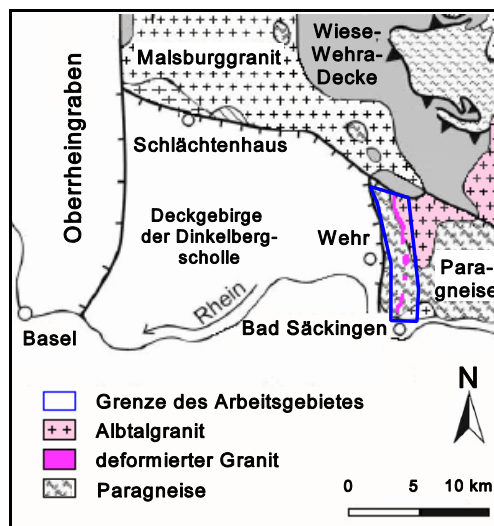 Malsburggranit
Wiese-
Wehra-
Decke
Oberrheingraben
Schlächtenhaus
Deckgebirge
der Dinkelberg-
scholle
Wehr
Para-
gneise
Rhein
Bad Säckingen
Basel
N
Grenze des Arbeitsgebietes
Albtalgranit
deformierter Granit
Paragneise
0 5 10 km